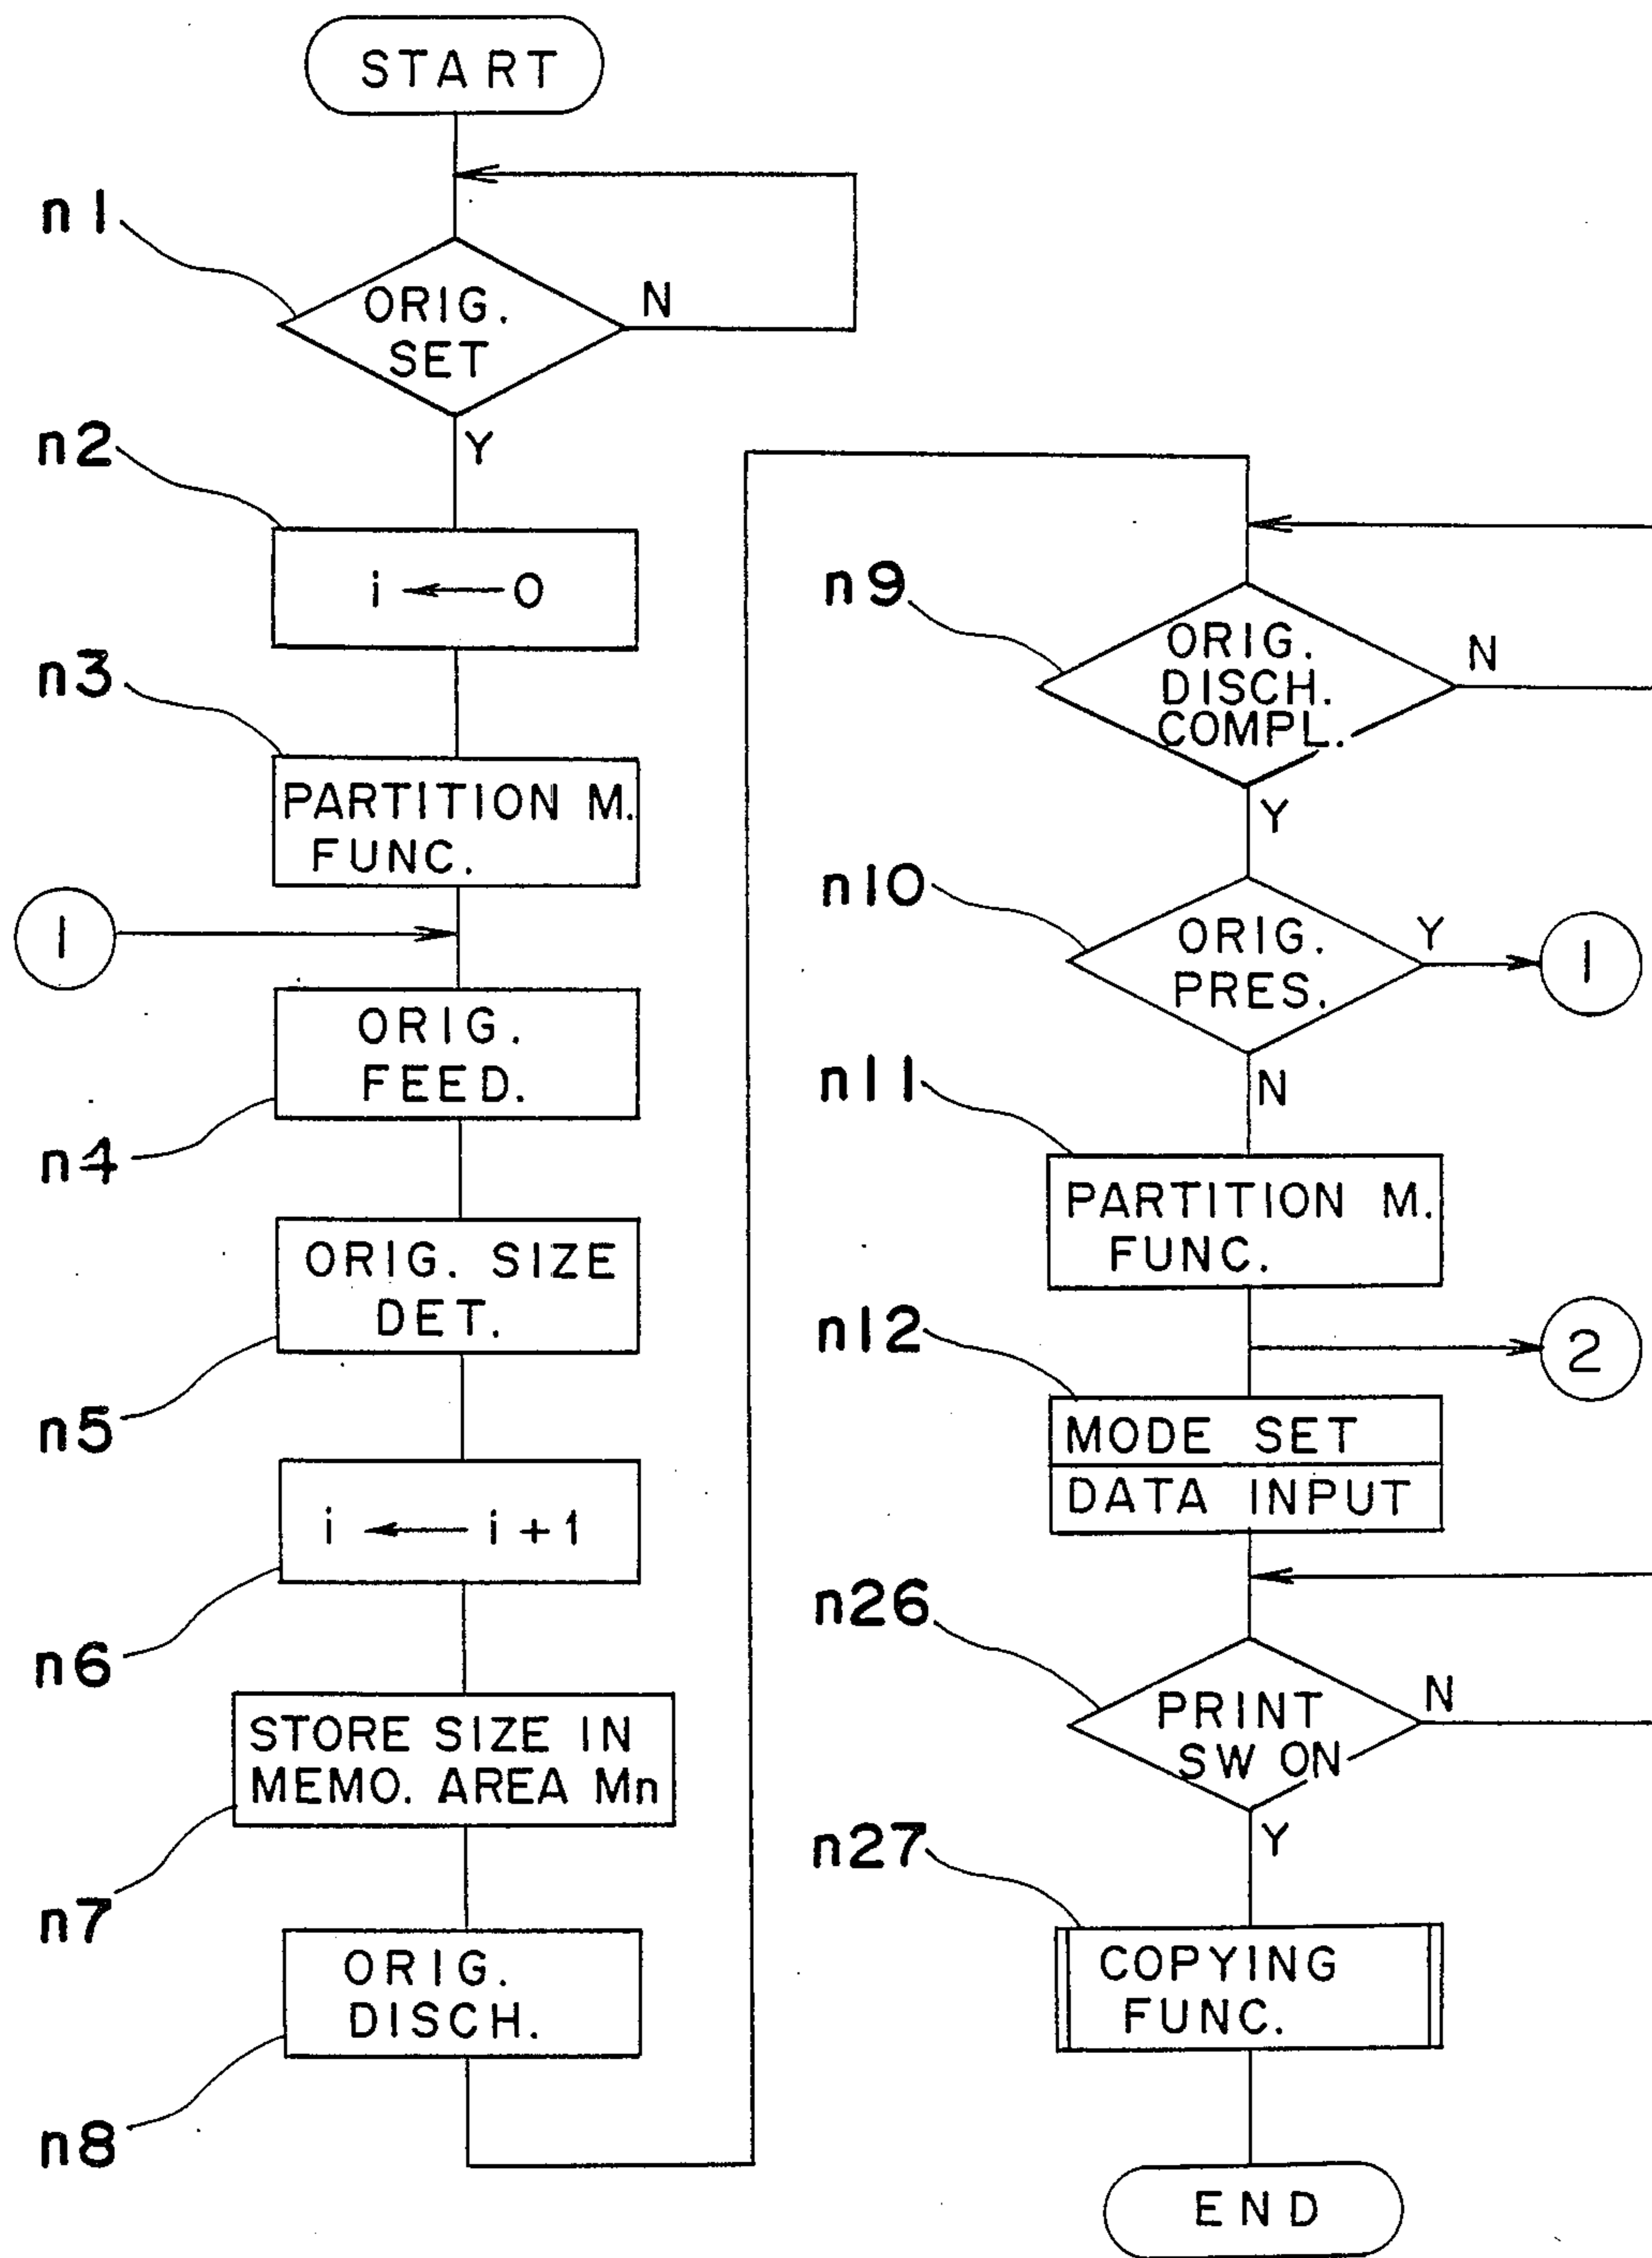 START
n1
ORIG.
SET
N
Y
n2
i ← 0
n3
PARTITION M.
FUNC.
1
ORIG.
FEED.
n4
ORIG. SIZE
DET.
n5
i ← i + 1
n6
STORE SIZE IN
MEMO. AREA Mn
n7
ORIG.
DISCH.
n8
n9
ORIG.
DISCH.
COMPL.
N
Y
n10
ORIG.
PRES.
Y
1
N
n11
PARTITION M.
FUNC.
2
n12
MODE SET
DATA INPUT
n26
PRINT
SW ON
N
Y
n27
COPYING
FUNC.
END